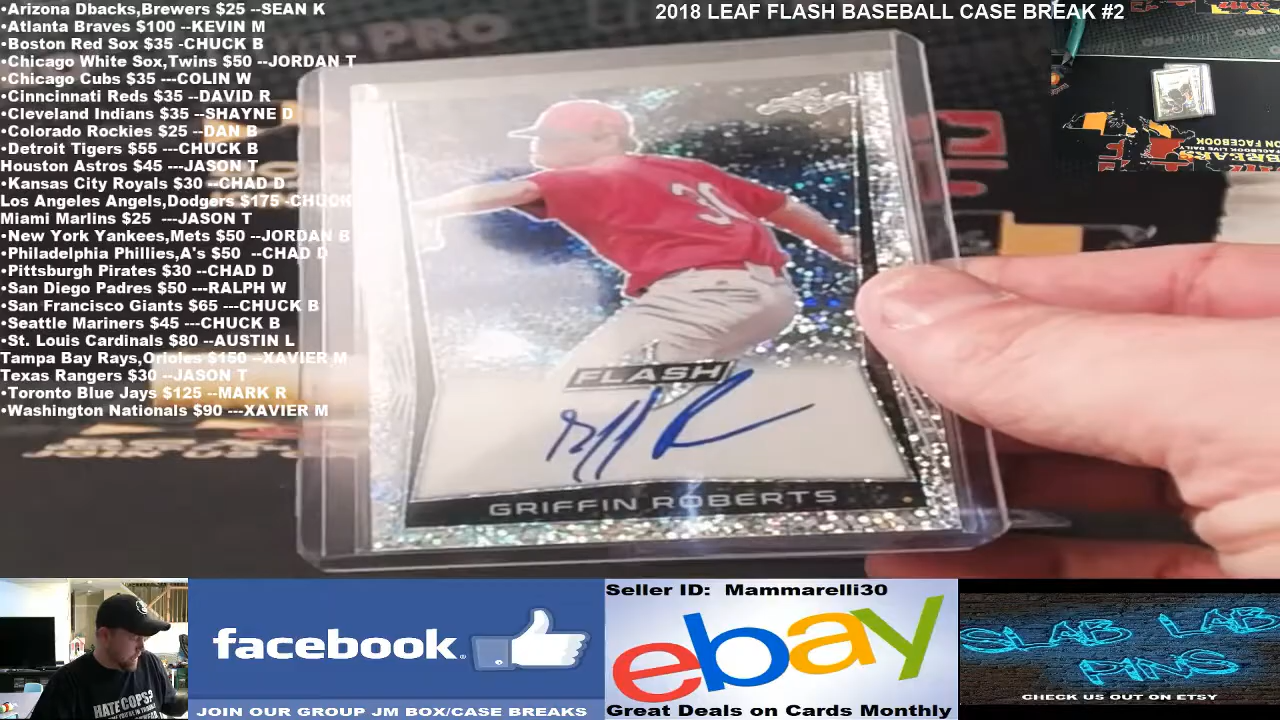 •Arizona Dbacks,Brewers $25 --SEAN K
•Atlanta Braves $100 --KEVIN M
•Boston Red Sox $35 -CHUCK B
•Chicago White Sox,Twins $50 --JORDAN T
•Chicago Cubs $35 ---COLIN W
•Cinncinnati Reds $35 --DAVID R
•Cleveland Indians $35 --SHAYNE D
•Colorado Rockies $25 --DAN B
•Detroit Tigers $55 --CHUCK B
Houston Astros $45 ---JASON T
•Kansas City Royals $30 --CHAD D
Los Angeles Angels,Dodgers $175 -CHUCK
Miami Marlins $25 ---JASON T
•New York Yankees,Mets $50 --JORDAN B
•Philadelphia Phillies,A's $50 --CHAD D
•Pittsburgh Pirates $30 --CHAD D
•San Diego Padres $50 ---RALPH W
•San Francisco Giants $65 ---CHUCK B
•Seattle Mariners $45 ---CHUCK B
•St. Louis Cardinals $80 --AUSTIN L
Tampa Bay Rays,Orioles $150 --XAVIER M
Texas Rangers $30 --JASON T
•Toronto Blue Jays $125 --MARK R
•Washington Nationals $90 ---XAVIER M
2018 LEAF FLASH BASEBALL CASE BREAK #2
PRO
ON FACEBOOK
BREAKS
30
FLASH
GRIFFIN ROBERTS
HATE COPS?
facebook.
JOIN OUR GROUP JM BOX/CASE BREAKS
Seller ID: Mammarelli30
ebay
Great Deals on Cards Monthly
SLAB LAB
PINS
CHECK US OUT ON ETSY